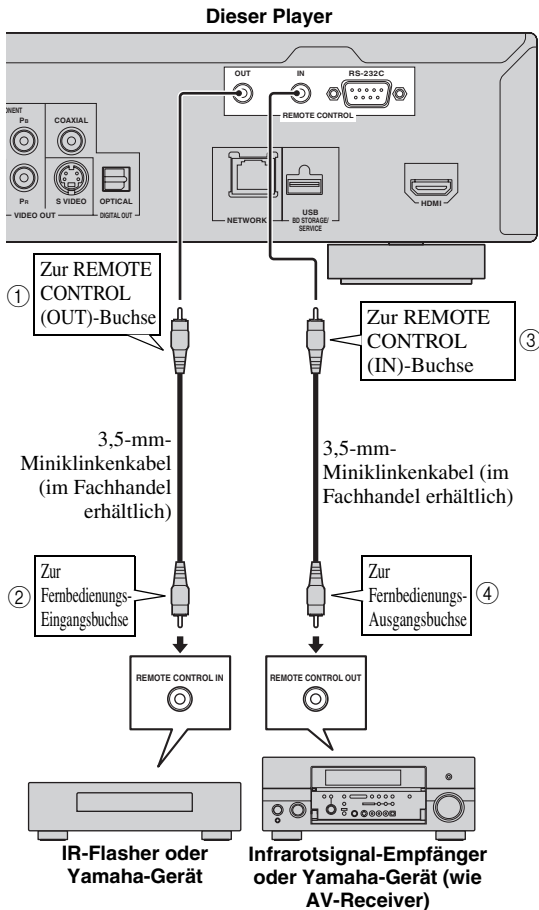 Dieser Player
OUT
IN
RS-232C
REMOTE CONTROL
ONENT
PB
COAXIAL
PR
S VIDEO
OPTICAL
VIDEO OUT
DIGITAL OUT
NETWORK
USB
BD STORAGE/
SERVICE
HDMI
① Zur REMOTE
CONTROL
(OUT)-Buchse
Zur REMOTE ③
CONTROL
(IN)-Buchse
3,5-mm-
Miniklinkenkabel
(im Fachhandel
erhältlich)
3,5-mm-
Miniklinkenkabel (im
Fachhandel erhältlich)
② Zur
Fernbedienungs-
Eingangsbuchse
Zur ④
Fernbedienungs-
Ausgangsbuchse
REMOTE CONTROL IN
REMOTE CONTROL OUT
IR-Flasher oder
Yamaha-Gerät
Infrarotsignal-Empfänger
oder Yamaha-Gerät (wie
AV-Receiver)